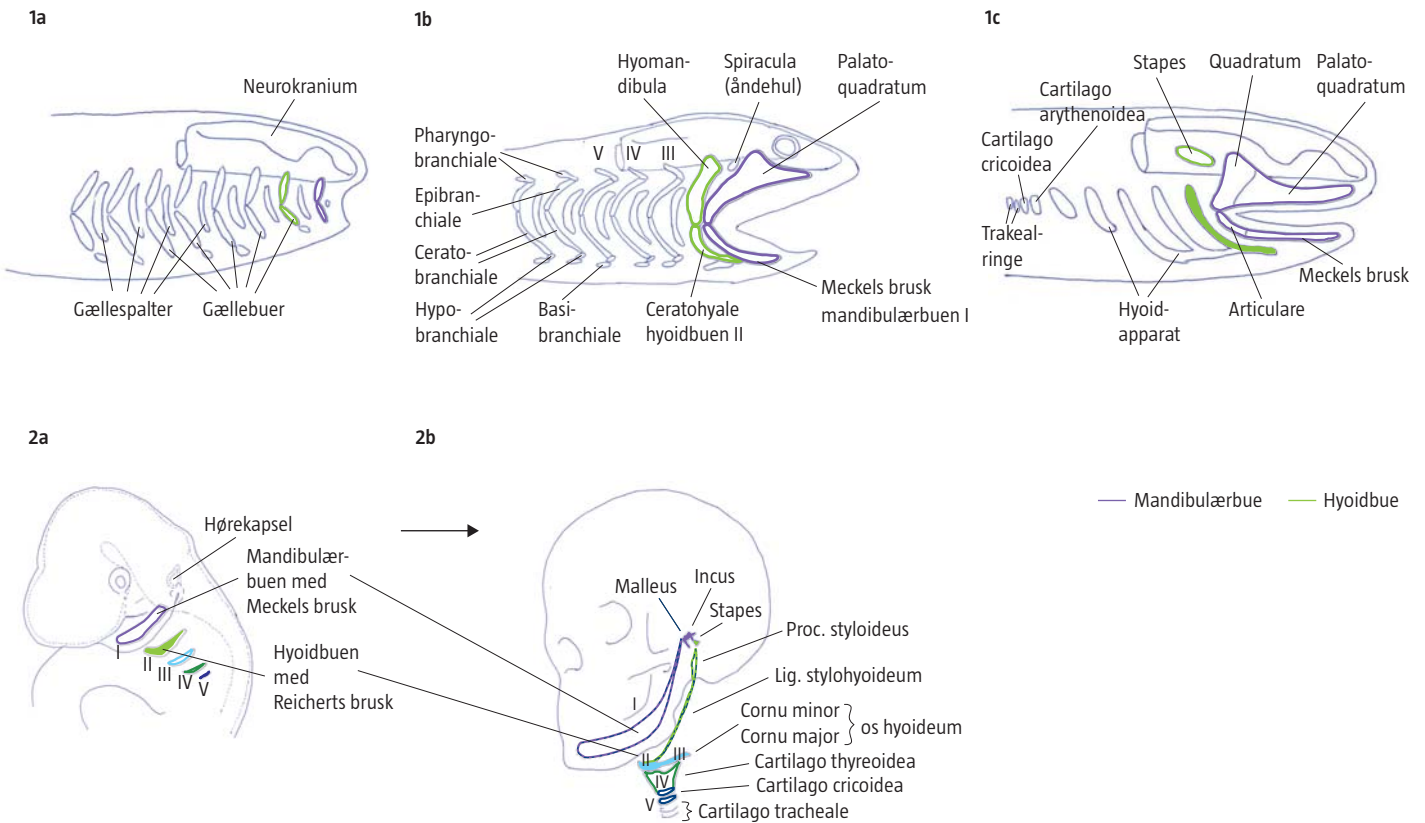 1a
Neurokranium
Gællespalter
Gællebuer
1b
Hyoman-
dibula
Spiracula
(åndehul)
Palato-
quadratum
Pharyngo-
branchiale
V
IV
III
Epibran-
chiale
Cerato-
branchiale
Hypo-
branchiale
Basi-
branchiale
Ceratohyale
hyoidbuen II
Meckels brusk
mandibulærbuen I
1c
Stapes
Quadratum
Palato-
quadratum
Cartilago
arythenoidea
Cartilago
cricoidea
Trakeal-
ringe
Hyoid-
apparat
Articulare
Meckels brusk
2a
Hørekapsel
Mandibulær-
buen med
Meckels brusk
Hyoidbuen
med
Reicherts brusk
I
II
III
IV
V
2b
Malleus
Incus
Stapes
Proc. styloideus
Lig. stylohyoideum
Cornu minor
Cornu major
os hyoideum
Cartilago thyreoidea
Cartilago cricoidea
Cartilago tracheale
I
II
III
IV
V
Mandibulærbue
Hyoidbue